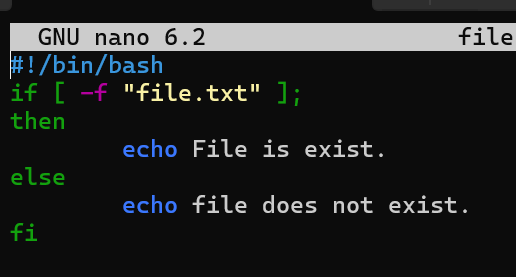 GNU nano 6.2 file
#!/bin/bash
if [ -f "file.txt" ];
then
echo File is exist.
else
echo file does not exist.
fi